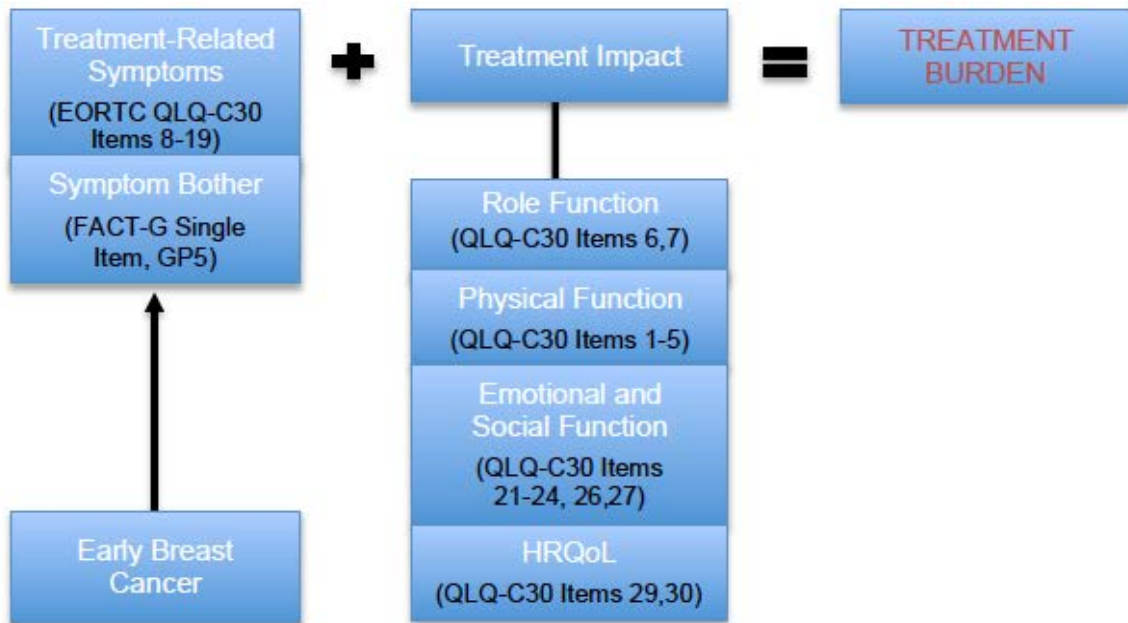 Treatment-Related
Symptoms
(EORTC QLQ-C30
Items 8-19)
Symptom Bother
(FACT-G Single
Item, GP5)
Early Breast
Cancer
+
Treatment Impact
Role Function
(QLQ-C30 Items 6,7)
Physical Function
(QLQ-C30 Items 1-5)
Emotional and
Social Function
(QLQ-C30 Items
21-24, 26,27)
HRQoL
(QLQ-C30 Items 29,30)
=
TREATMENT
BURDEN